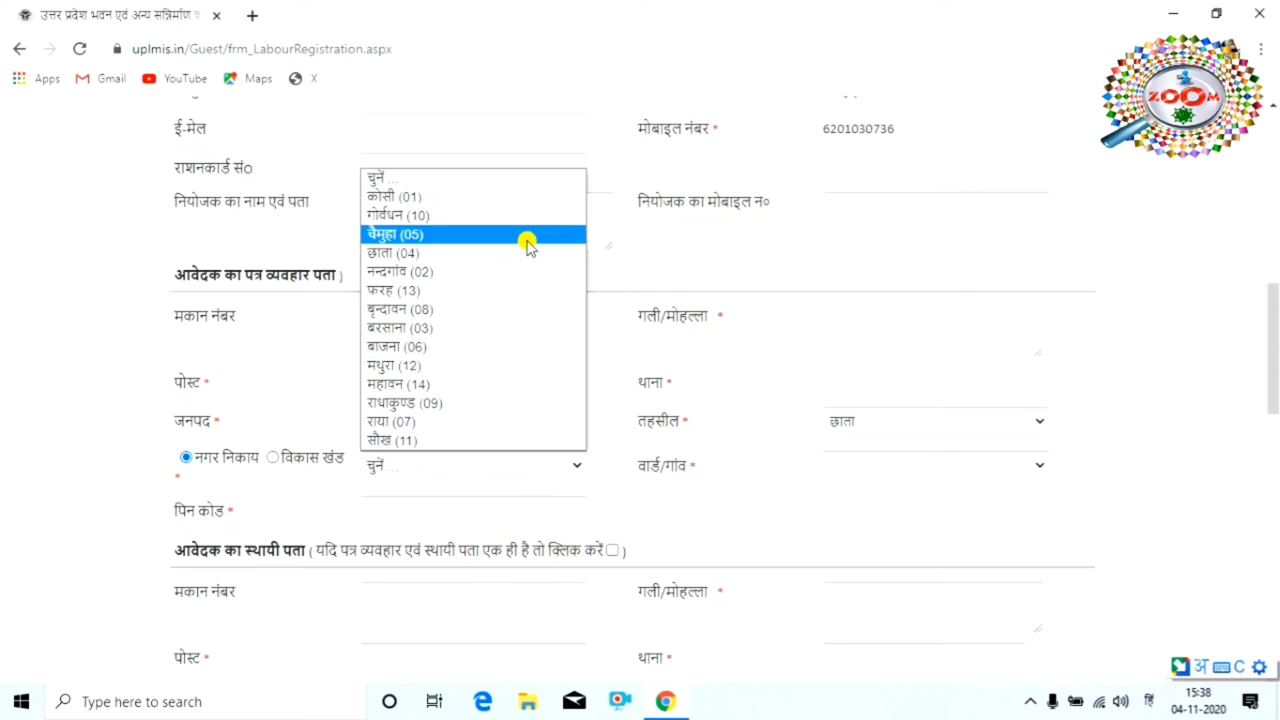 उत्तर प्रदेश भवन एवं अन्य सन्निर्माण व
uplmis.in/Guest/frm_LabourRegistration.aspx
Apps Gmail YouTube Maps X
ZOOM
ई-मेल मोबाइल नंबर * 6201030736
राशनकार्ड सं०
नियोजक का नाम एवं पता नियोजक का मोबाइल न०
चुनें ...
कोसी (01)
गोर्वधन (10)
चैमुहा (05)
छाता (04)
नन्दगांव (02)
फरह (13)
बृन्दावन (08)
बरसाना (03)
बाजना (06)
मथुरा (12)
महावन (14)
राधाकुण्ड (09)
राया (07)
सौख (11)
आवेदक का पत्र व्यवहार पता )
मकान नंबर गली/मोहल्ला *
पोस्ट * थाना *
जनपद * तहसील * छाता
नगर निकाय विकास खंड * चुनें ... वार्ड/गांव *
पिन कोड *
आवेदक का स्थायी पता ( यदि पत्र व्यवहार एवं स्थायी पता एक ही है तो क्लिक करें )
मकान नंबर गली/मोहल्ला *
पोस्ट * थाना *
अ C
Type here to search हिं 15:38
04-11-2020